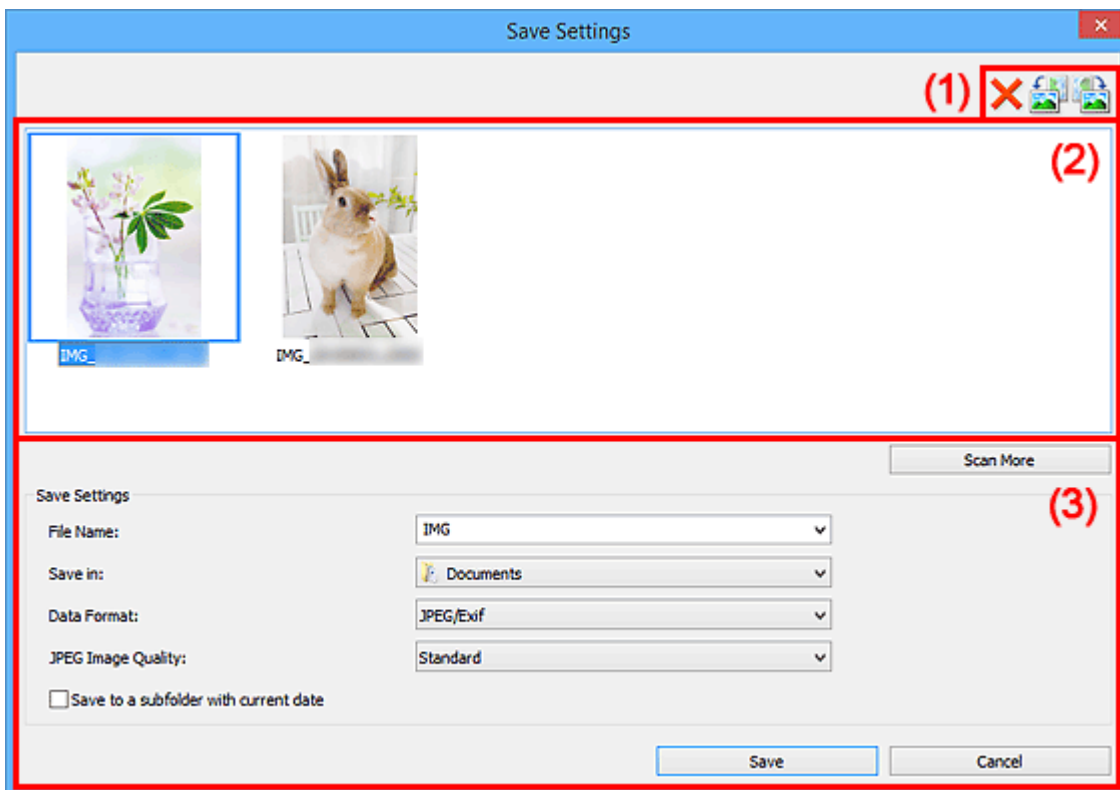 Save Settings
(1)
(2)
IMG_
IMG_
Scan More
Save Settings
(3)
File Name: IMG
Save in: Documents
Data Format: JPEG/Exif
JPEG Image Quality: Standard
Save to a subfolder with current date
Save Cancel